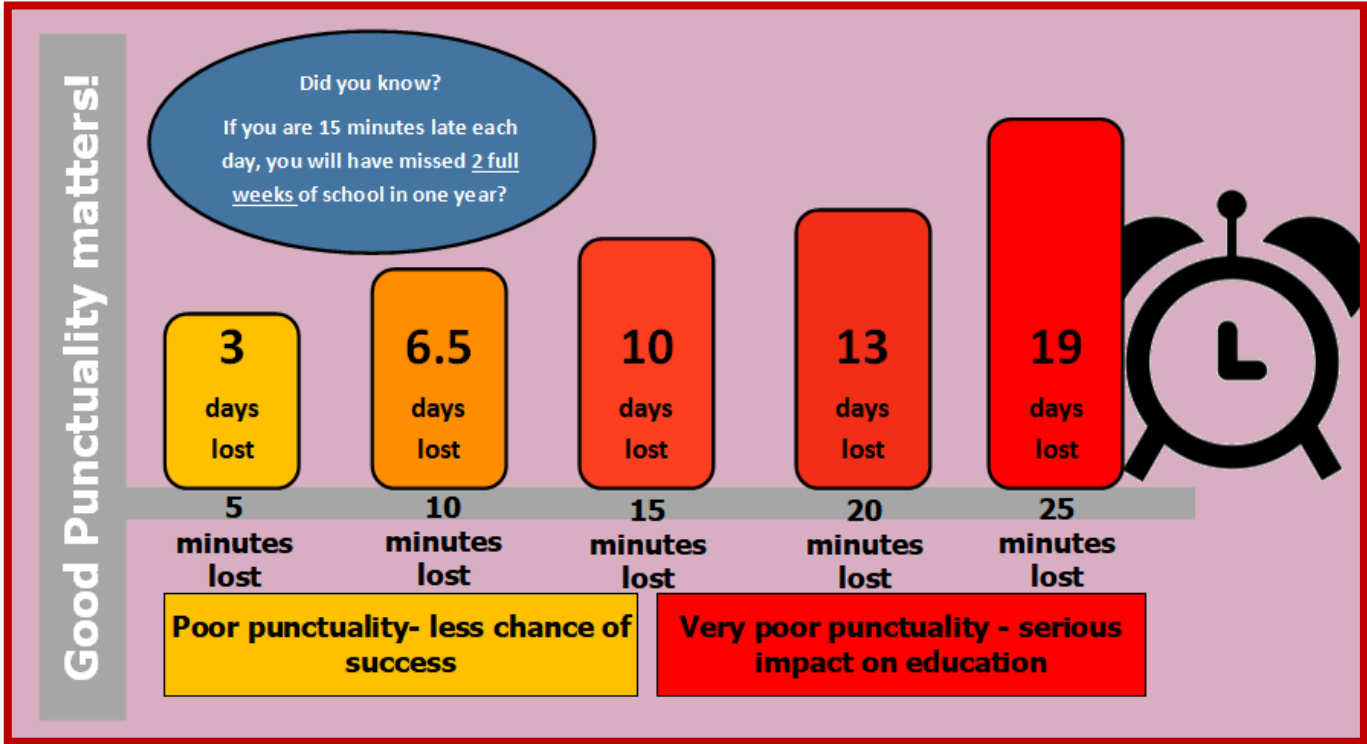 Good Punctuality matters!
Did you know?
If you are 15 minutes late each
day, you will have missed 2 full
weeks of school in one year?
3
days
lost
6.5
days
lost
10
days
lost
13
days
lost
19
days
lost
5
minutes
lost
10
minutes
lost
15
minutes
lost
20
minutes
lost
25
minutes
lost
Poor punctuality- less chance of
success
Very poor punctuality - serious
impact on education